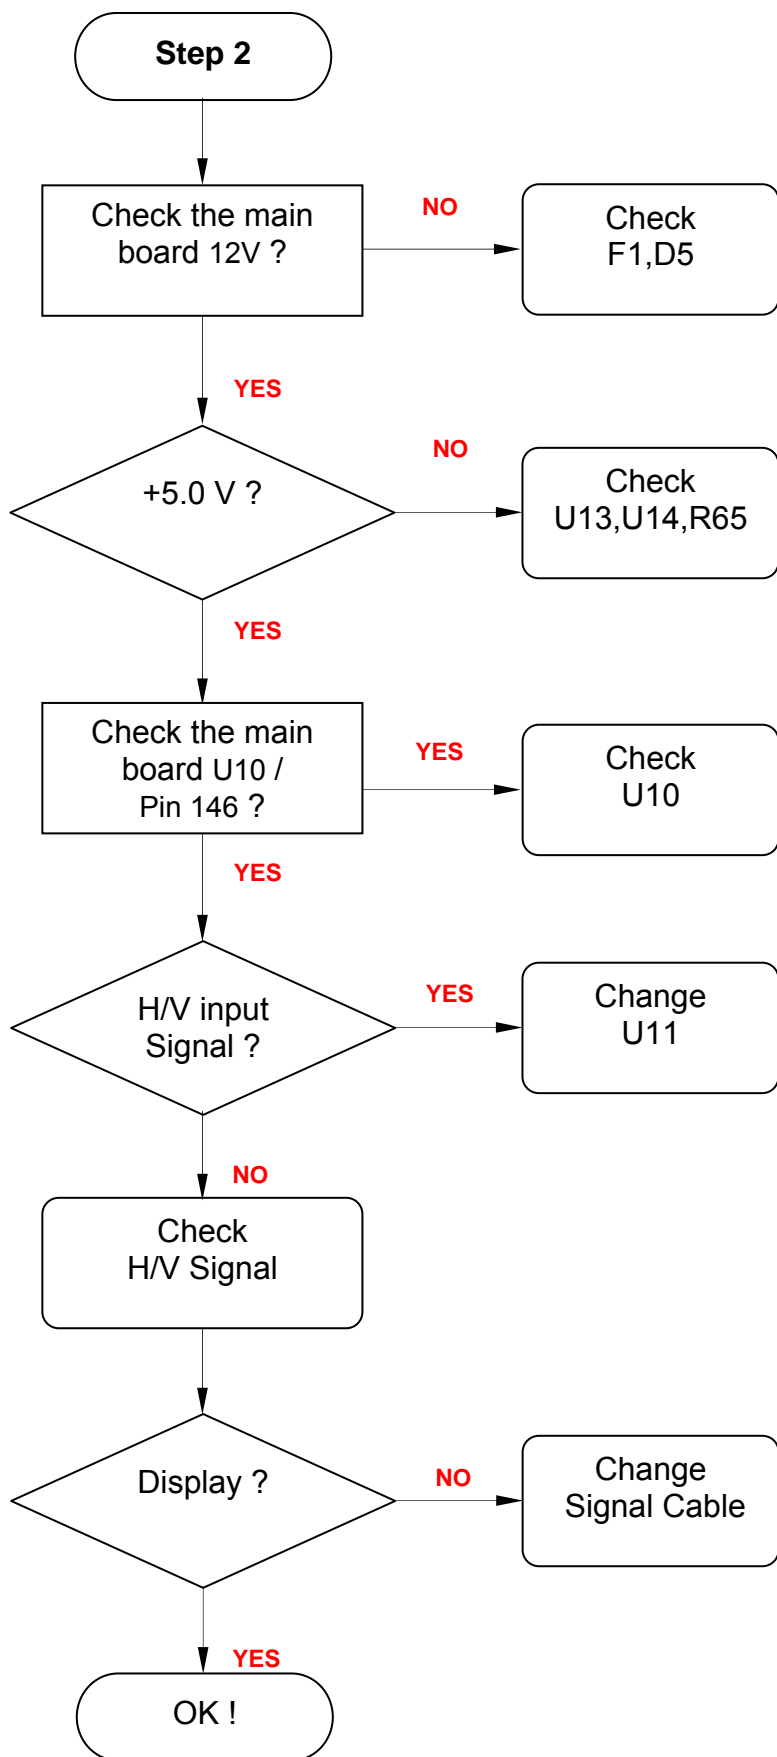 Step 2
Check the main
board 12V ?
NO
Check
F1,D5
YES
+5.0 V ?
NO
Check
U13,U14,R65
YES
Check the main
board U10 /
Pin 146 ?
YES
Check
U10
YES
H/V input
Signal ?
YES
Change
U11
NO
Check
H/V Signal
Display ?
NO
Change
Signal Cable
YES
OK !